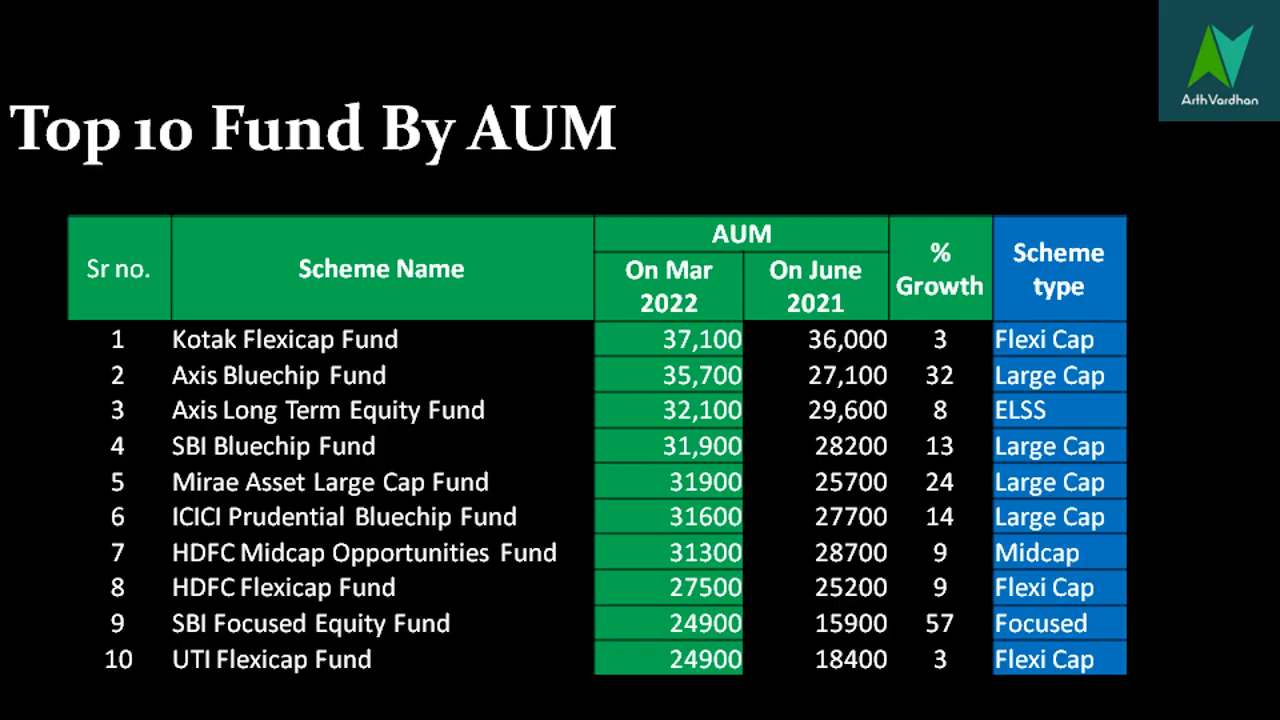 Arth Vardhan
Top 10 Fund By AUM
Sr no. Scheme Name AUM % Growth Scheme type
On Mar 2022 On June 2021
1 Kotak Flexicap Fund 37,100 36,000 3 Flexi Cap
2 Axis Bluechip Fund 35,700 27,100 32 Large Cap
3 Axis Long Term Equity Fund 32,100 29,600 8 ELSS
4 SBI Bluechip Fund 31,900 28200 13 Large Cap
5 Mirae Asset Large Cap Fund 31900 25700 24 Large Cap
6 ICICI Prudential Bluechip Fund 31600 27700 14 Large Cap
7 HDFC Midcap Opportunities Fund 31300 28700 9 Midcap
8 HDFC Flexicap Fund 27500 25200 9 Flexi Cap
9 SBI Focused Equity Fund 24900 15900 57 Focused
10 UTI Flexicap Fund 24900 18400 3 Flexi Cap